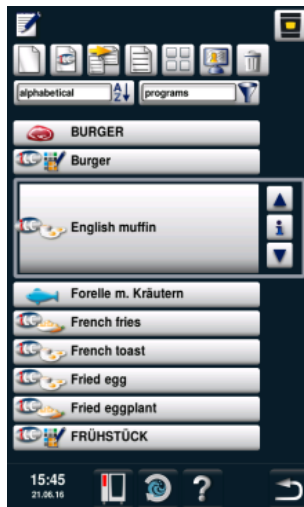 alphabetical
A
Z
programs
BURGER
Burger
English muffin
i
Forelle m. Kräutern
French fries
French toast
Fried egg
Fried eggplant
FRÜHSTÜCK
15:45
21.06.16
?